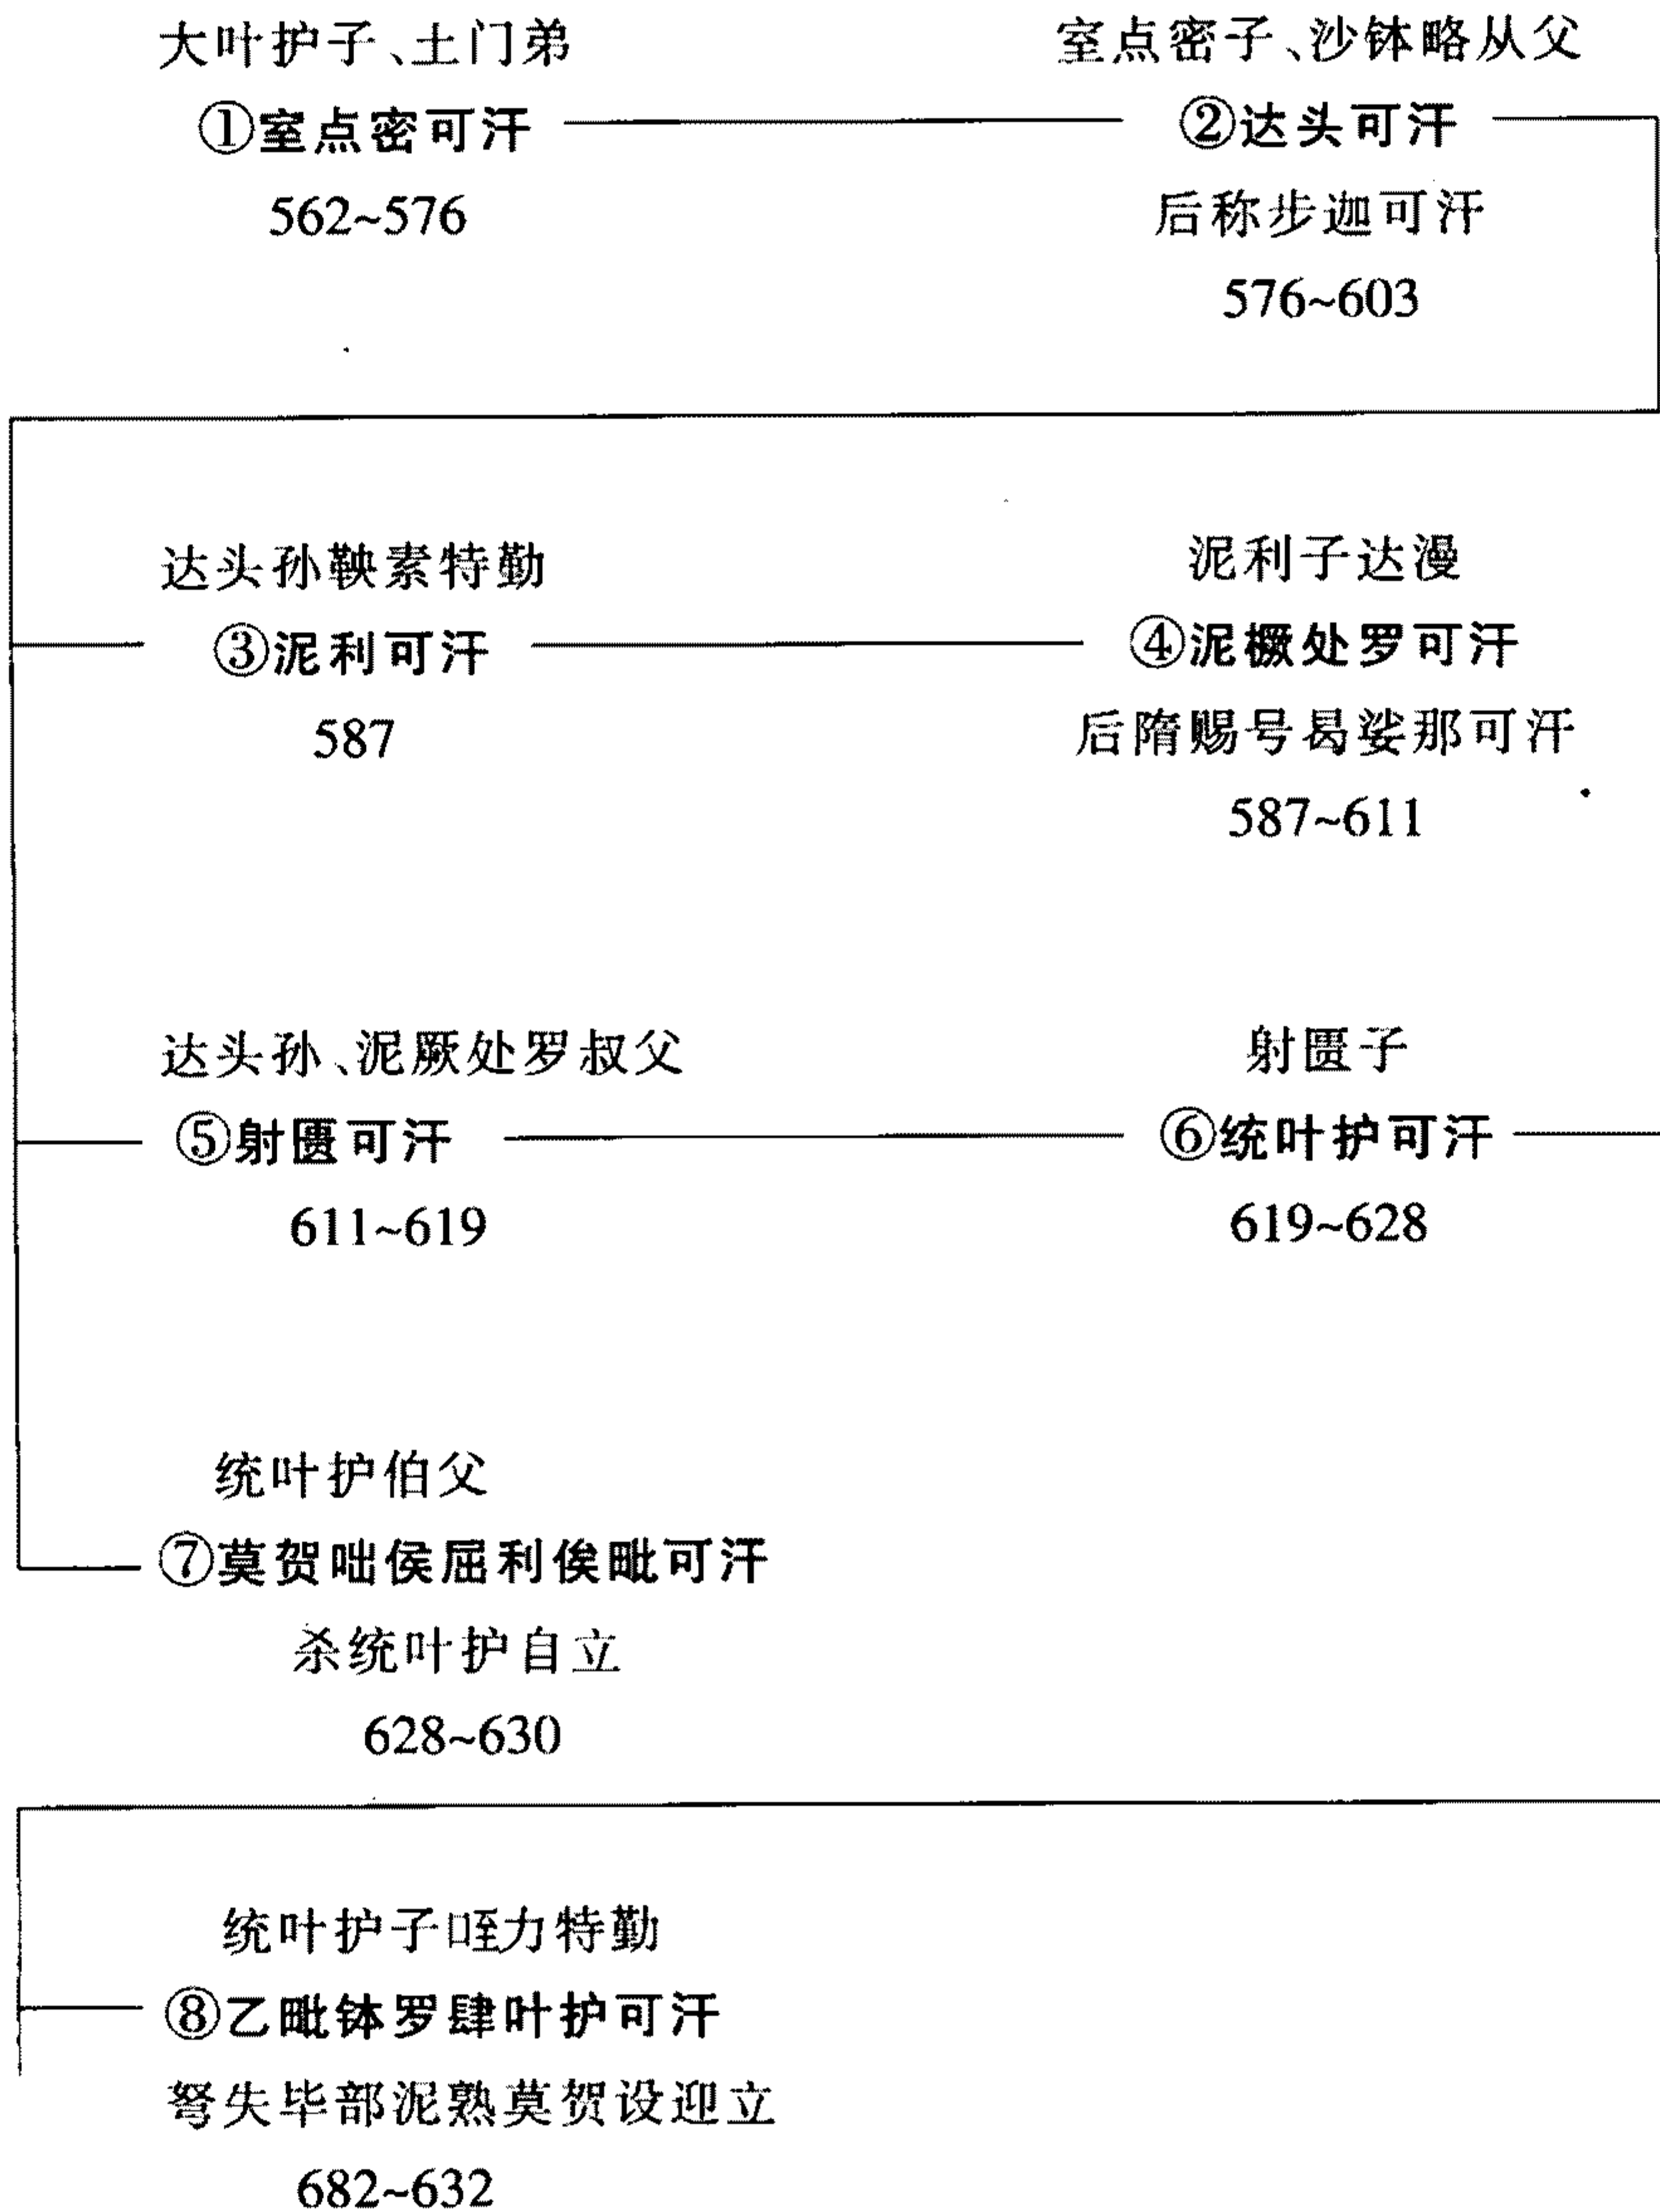 大叶护子、土门弟
①室点密可汗
562~576
室点密子、沙钵略从父
②达头可汗
后称步迦可汗
576~603
达头孙鞅素特勤
③泥利可汗
587
泥利子达漫
④泥橛处罗可汗
后隋赐号曷娑那可汗
587~611
达头孙、泥厥处罗叔父
⑤射匮可汗
611~619
射匮子
⑥统叶护可汗
619~628
统叶护伯父
⑦莫贺咄侯屈利俟毗可汗
杀统叶护自立
628~630
统叶护子咥力特勤
⑧乙毗钵罗肆叶护可汗
弩失毕部泥熟莫贺设迎立
682~632